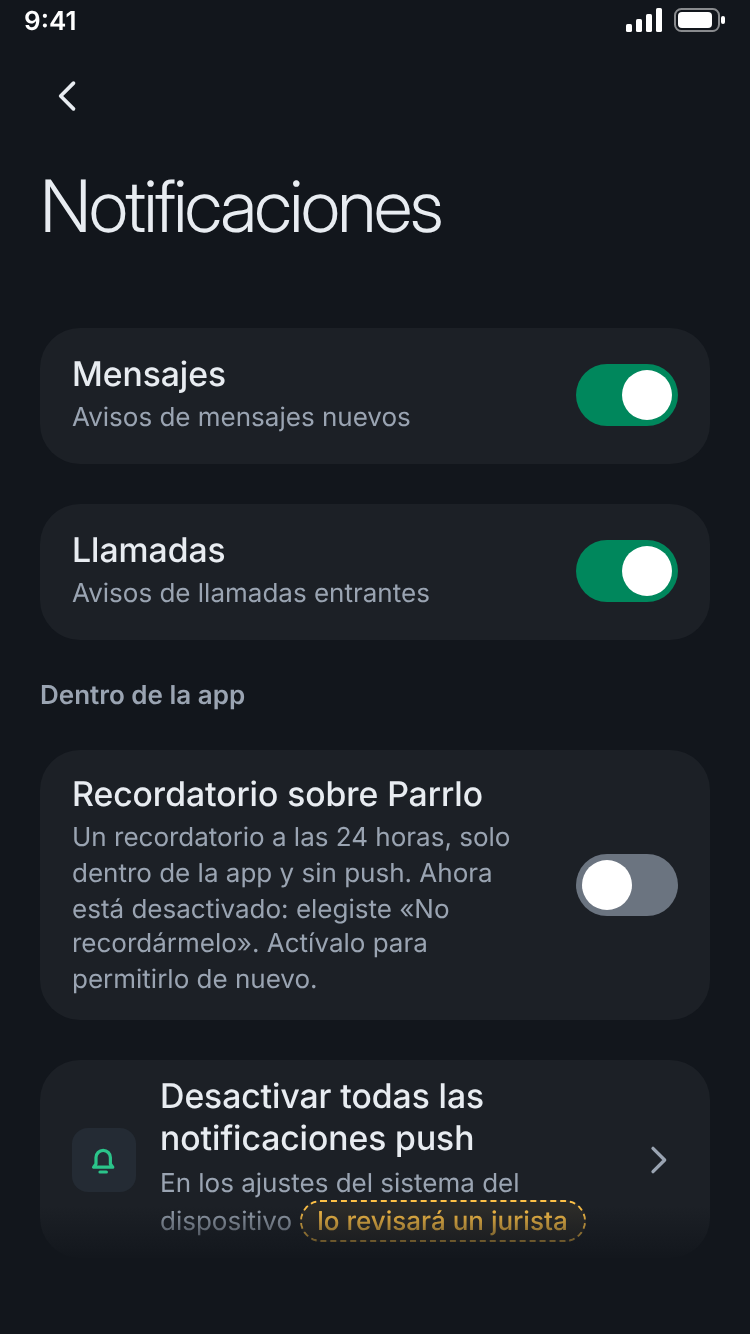 9:41
Notificaciones
Mensajes
Avisos de mensajes nuevos
Llamadas
Avisos de llamadas entrantes
Dentro de la app
Recordatorio sobre Parrlo
Un recordatorio a las 24 horas, solo
dentro de la app y sin push. Ahora
está desactivado: elegiste «No
recordármelo». Actívalo para
permitirlo de nuevo.
Desactivar todas las
notificaciones push
En los ajustes del sistema del
dispositivo lo revisará un jurista